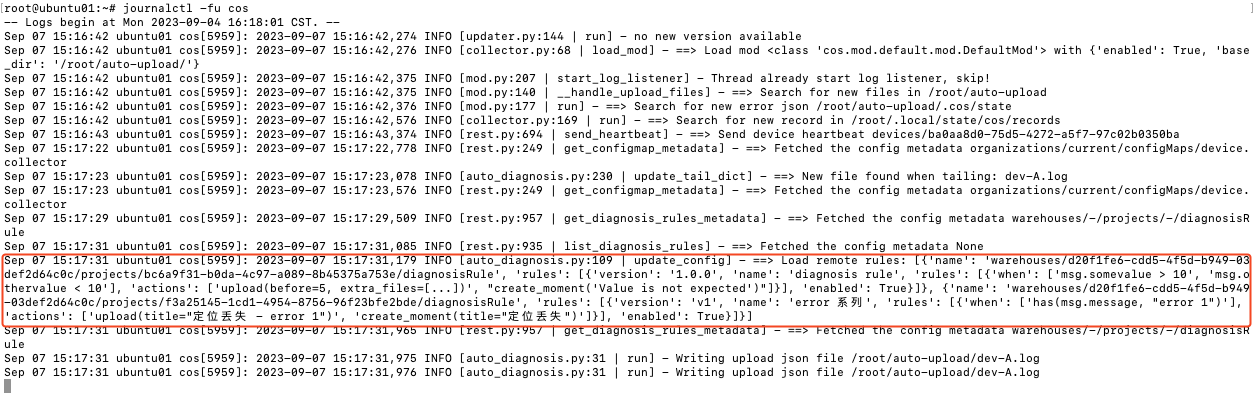 [root@ubuntu01:~# journalctl -fu cos ]
-- Logs begin at Mon 2023-09-04 16:18:01 CST. --
Sep 07 15:16:42 ubuntu01 cos[5959]: 2023-09-07 15:16:42,274 INFO [updater.py:144 | run] - no new version available
Sep 07 15:16:42 ubuntu01 cos[5959]: 2023-09-07 15:16:42,276 INFO [collector.py:68 | load_mod] - ==> Load mod <class 'cos.mod.default.mod.DefaultMod'> with {'enabled': True, 'base
_dir': '/root/auto-upload/'}
Sep 07 15:16:42 ubuntu01 cos[5959]: 2023-09-07 15:16:42,375 INFO [mod.py:207 | start_log_listener] - Thread already start log listener, skip!
Sep 07 15:16:42 ubuntu01 cos[5959]: 2023-09-07 15:16:42,375 INFO [mod.py:140 | __handle_upload_files] - ==> Search for new files in /root/auto-upload
Sep 07 15:16:42 ubuntu01 cos[5959]: 2023-09-07 15:16:42,376 INFO [mod.py:177 | run] - ==> Search for new error json /root/auto-upload/.cos/state
Sep 07 15:16:42 ubuntu01 cos[5959]: 2023-09-07 15:16:42,576 INFO [collector.py:169 | run] - ==> Search for new record in /root/.local/state/cos/records
Sep 07 15:16:43 ubuntu01 cos[5959]: 2023-09-07 15:16:43,374 INFO [rest.py:694 | send_heartbeat] - ==> Send device heartbeat devices/ba0aa8d0-75d5-4272-a5f7-97c02b0350ba
Sep 07 15:17:22 ubuntu01 cos[5959]: 2023-09-07 15:17:22,778 INFO [rest.py:249 | get_configmap_metadata] - ==> Fetched the config metadata organizations/current/configMaps/device.
collector
Sep 07 15:17:23 ubuntu01 cos[5959]: 2023-09-07 15:17:23,078 INFO [auto_diagnosis.py:230 | update_tail_dict] - ==> New file found when tailing: dev-A.log
Sep 07 15:17:23 ubuntu01 cos[5959]: 2023-09-07 15:17:23,576 INFO [rest.py:249 | get_configmap_metadata] - ==> Fetched the config metadata organizations/current/configMaps/device.
collector
Sep 07 15:17:29 ubuntu01 cos[5959]: 2023-09-07 15:17:29,509 INFO [rest.py:957 | get_diagnosis_rules_metadata] - ==> Fetched the config metadata warehouses/-/projects/-/diagnosisR
ule
Sep 07 15:17:31 ubuntu01 cos[5959]: 2023-09-07 15:17:31,085 INFO [rest.py:935 | list_diagnosis_rules] - ==> Fetched the config metadata None
Sep 07 15:17:31 ubuntu01 cos[5959]: 2023-09-07 15:17:31,179 INFO [auto_diagnosis.py:109 | update_config] - ==> Load remote rules: [{'name': 'warehouses/d20f1fe6-cdd5-4f5d-b949-03
def2d64c0c/projects/bc6a9f31-b0da-4c97-a089-8b45375a753e/diagnosisRule', 'rules': [{'version': '1.0.0', 'name': 'diagnosis rule', 'rules': [{'when': ['msg.somevalue > 10', 'msg.o
thervalue < 10'], 'actions': ['upload(before=5, extra_files=[...])', "create_moment('Value is not expected')"]}], 'enabled': True}]}, {'name': 'warehouses/d20f1fe6-cdd5-4f5d-b949
-03def2d64c0c/projects/f3a25145-1cd1-4954-8756-96f23bfe2bde/diagnosisRule', 'rules': [{'version': 'v1', 'name': 'error 系列', 'rules': [{'when': ['has(msg.message, "error 1")'],
'actions': ['upload(title="定位丢失 - error 1")', 'create_moment(title="定位丢失")']}], 'enabled': True}]}]
Sep 07 15:17:31 ubuntu01 cos[5959]: 2023-09-07 15:17:31,965 INFO [rest.py:957 | get_diagnosis_rules_metadata] - ==> Fetched the config metadata warehouses/-/projects/-/diagnosisR
ule
Sep 07 15:17:31 ubuntu01 cos[5959]: 2023-09-07 15:17:31,975 INFO [auto_diagnosis.py:31 | run] - Writing upload json file /root/auto-upload/dev-A.log
Sep 07 15:17:31 ubuntu01 cos[5959]: 2023-09-07 15:17:31,976 INFO [auto_diagnosis.py:31 | run] - Writing upload json file /root/auto-upload/dev-A.log